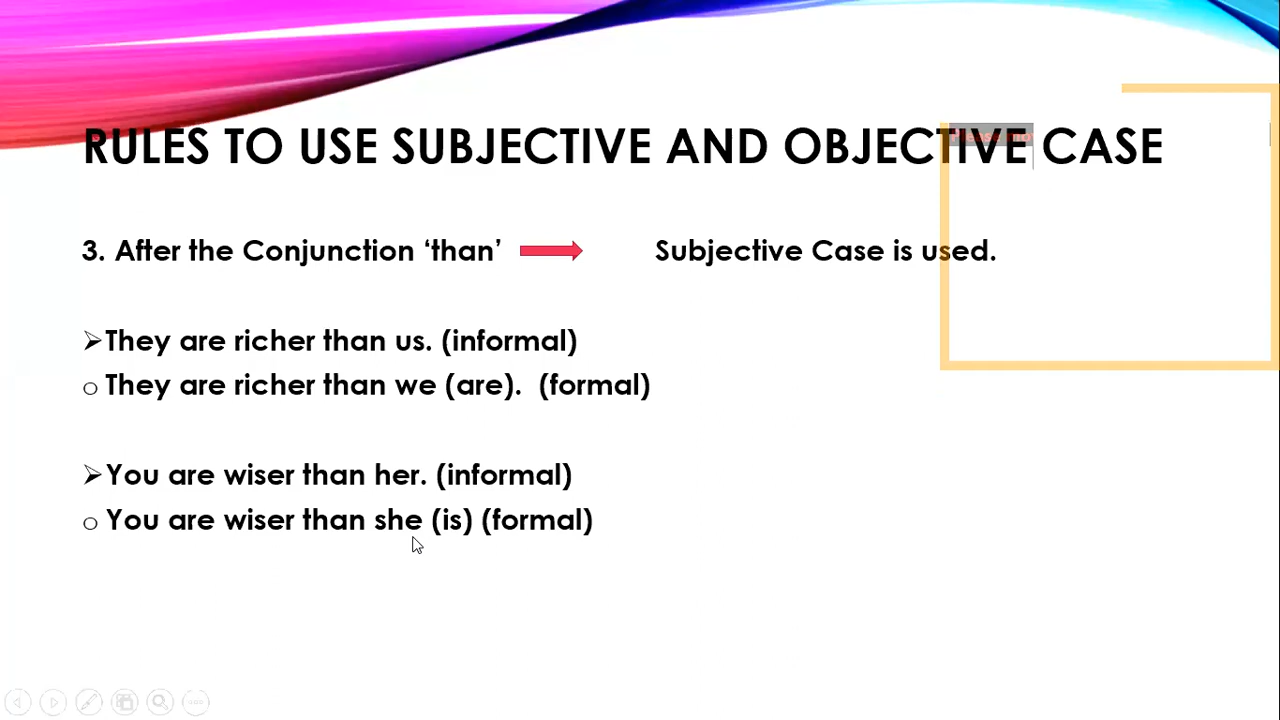 RULES TO USE SUBJECTIVE AND OBJECTIVE CASE
3. After the Conjunction ‘than’ Subjective Case is used.
They are richer than us. (informal)
They are richer than we (are). (formal)
You are wiser than her. (informal)
You are wiser than she (is) (formal)